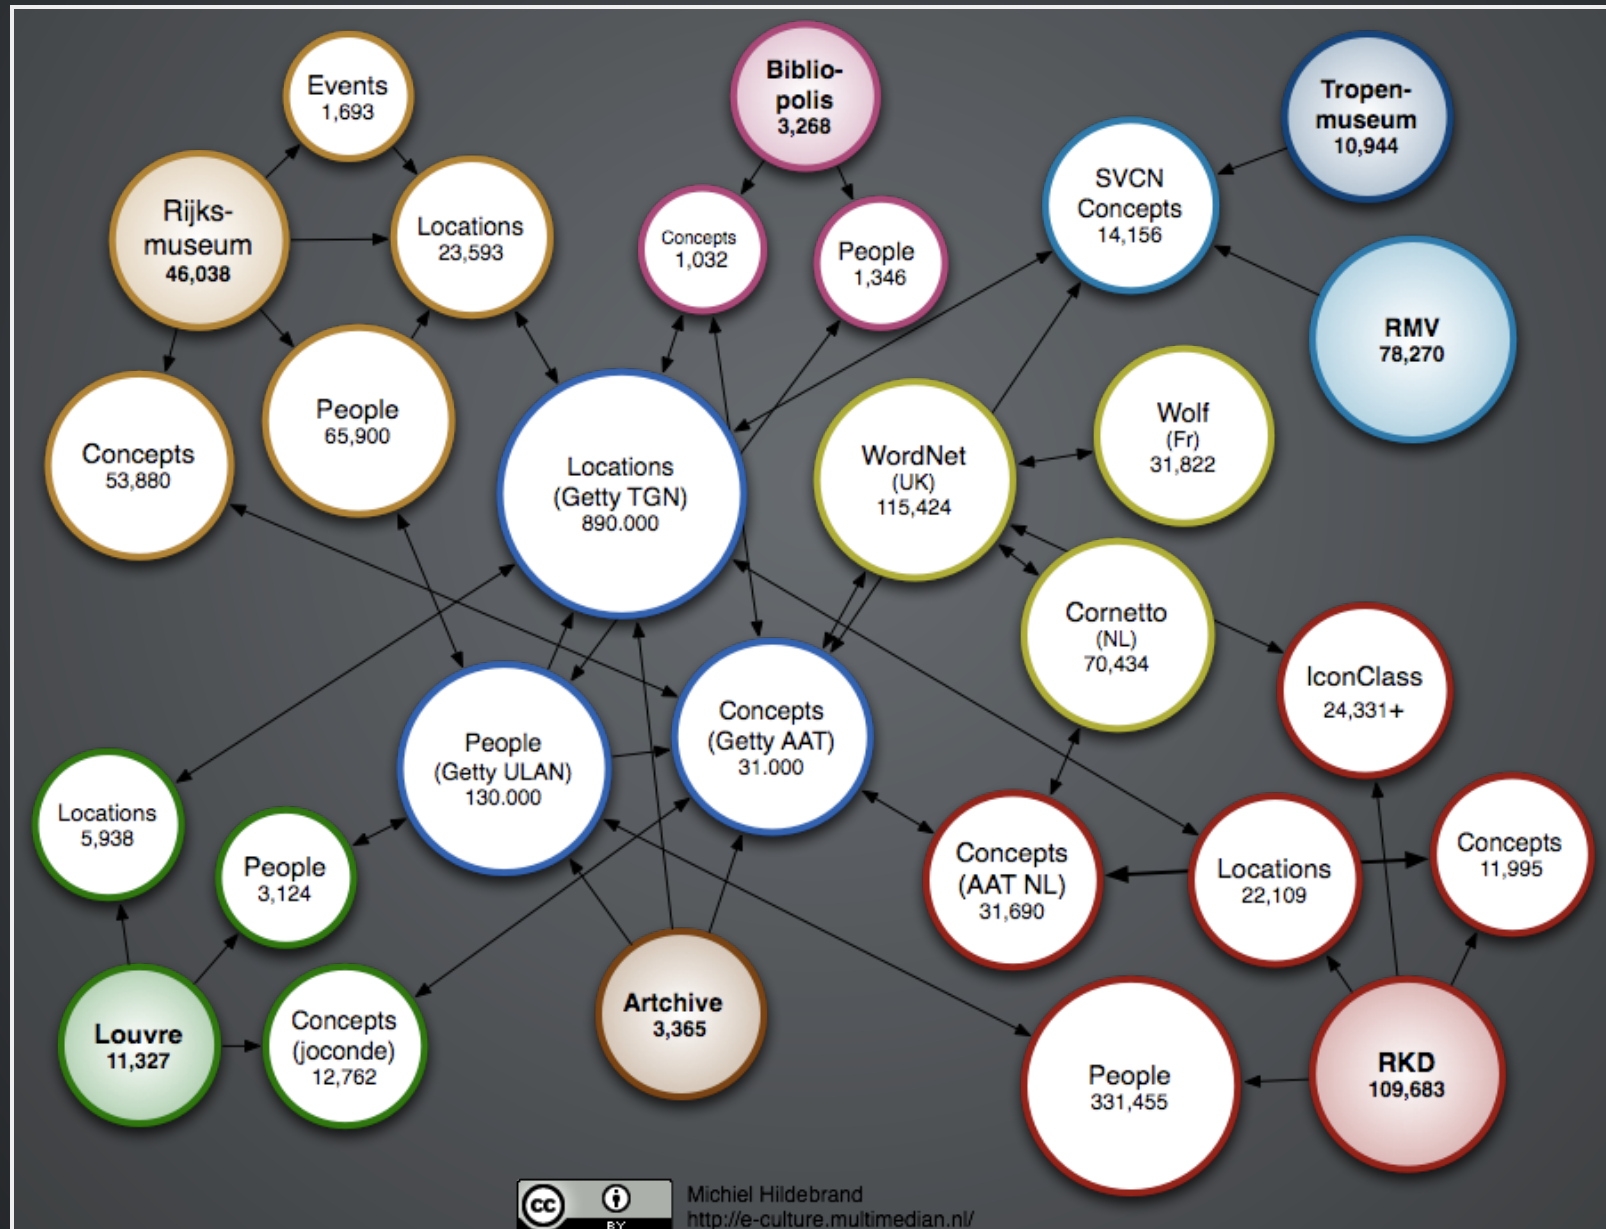 Events
1,693
Biblio-
polis
3,268
Tropen-
museum
10,944
Rijks-
museum
46,038
Locations
23,593
Concepts
1,032
People
1,346
SVCN
Concepts
14,156
RMV
78,270
Concepts
53,880
People
65,900
Locations
(Getty TGN)
890.000
WordNet
(UK)
115,424
Wolf
(Fr)
31,822
Cornetto
(NL)
70,434
IconClass
24,331+
People
(Getty ULAN)
130.000
Concepts
(Getty AAT)
31.000
Locations
5,938
People
3,124
Concepts
(AAT NL)
31,690
Locations
22,109
Concepts
11,995
Louvre
11,327
Concepts
(joconde)
12,762
Artchive
3,365
People
331,455
RKD
109,683
cc
BY
Michiel Hildebrand
http://e-culture.multimedian.nl/